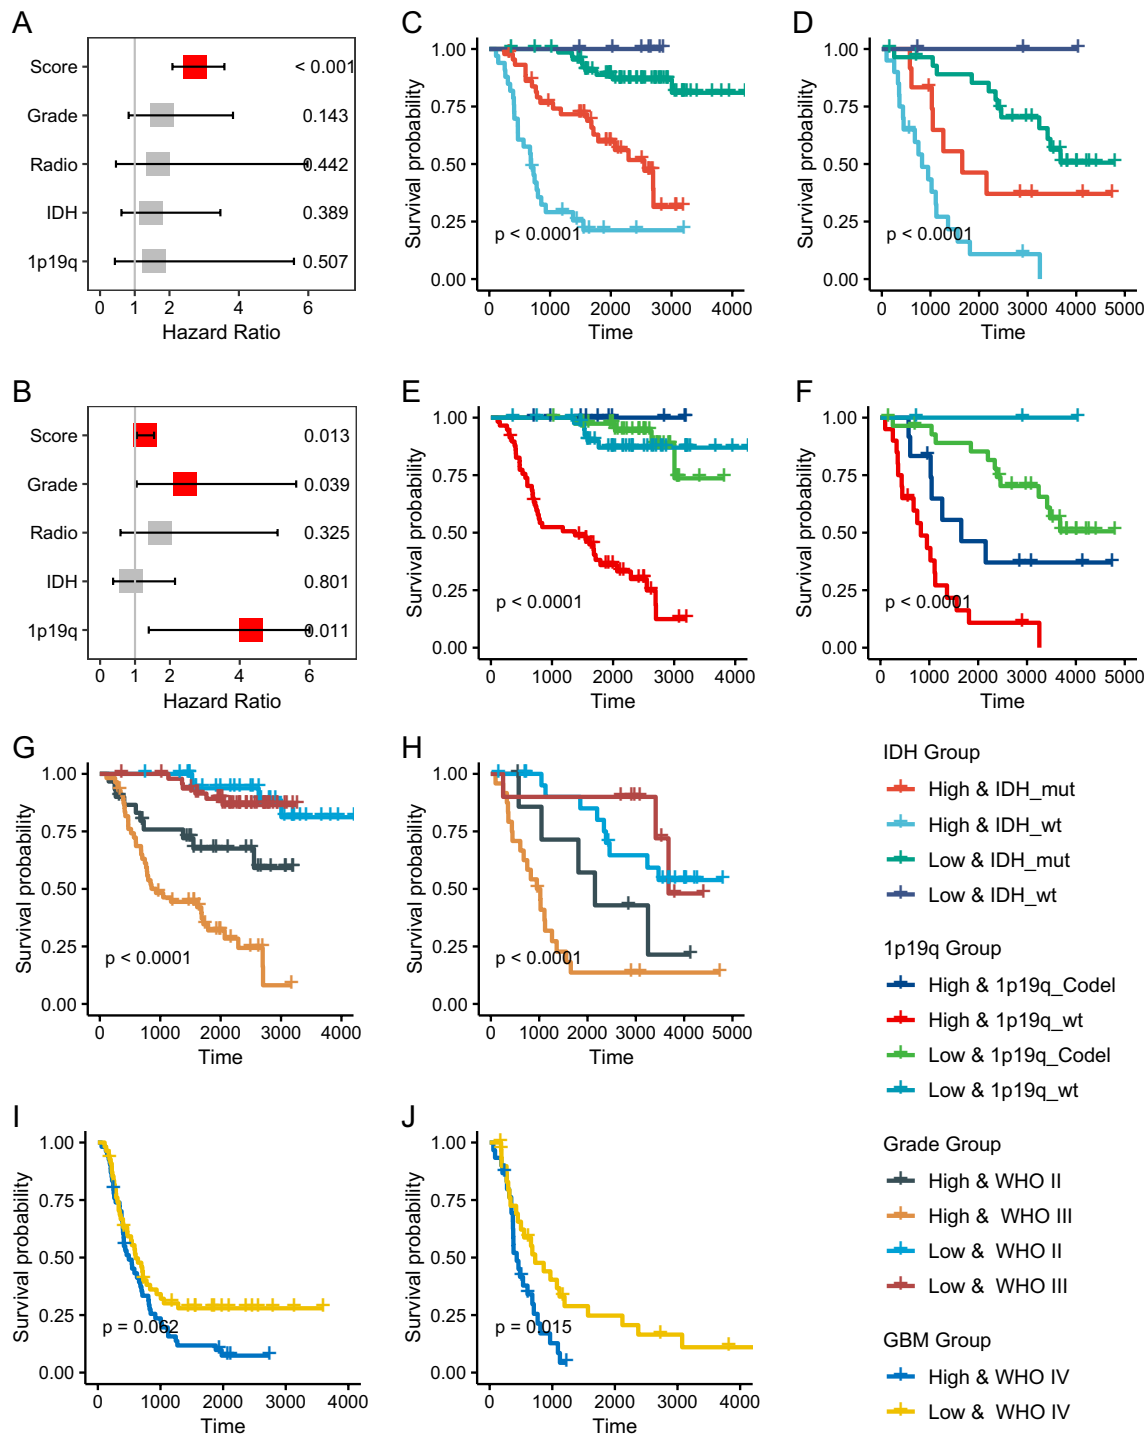 A
Score
< 0.001
Grade
0.143
Radio
0.442
IDH
0.389
1p19q
0.507
0 2 4 6
Hazard Ratio
C
Survival probability
1.00
0.75
0.50
0.25
0.00
p < 0.0001
0 1000 2000 3000 4000
Time
D
Survival probability
1.00
0.75
0.50
0.25
0.00
p < 0.0001
0 1000 2000 3000 4000 5000
Time
B
Score
0.013
Grade
0.039
Radio
0.325
IDH
0.801
1p19q
0.011
0 1 2 4 6
Hazard Ratio
E
Survival probability
1.00
0.75
0.50
0.25
0.00
p < 0.0001
0 1000 2000 3000 4000
Time
F
Survival probability
1.00
0.75
0.50
0.25
0.00
p < 0.0001
0 1000 2000 3000 4000 5000
Time
G
Survival probability
1.00
0.75
0.50
0.25
0.00
p < 0.0001
0 1000 2000 3000 4000
Time
H
Survival probability
1.00
0.75
0.50
0.25
0.00
p < 0.0001
0 1000 2000 3000 4000 5000
Time
I
Survival probability
1.00
0.75
0.50
0.25
0.00
p = 0.062
0 1000 2000 3000 4000
Time
J
Survival probability
1.00
0.75
0.50
0.25
0.00
p = 0.015
0 1000 2000 3000 4000
Time
IDH Group
High & IDH_mut
High & IDH_wt
Low & IDH_mut
Low & IDH_wt
1p19q Group
High & 1p19q_Codel
High & 1p19q_wt
Low & 1p19q_Codel
Low & 1p19q_wt
Grade Group
High & WHO II
High & WHO III
Low & WHO II
Low & WHO III
GBM Group
High & WHO IV
Low & WHO IV